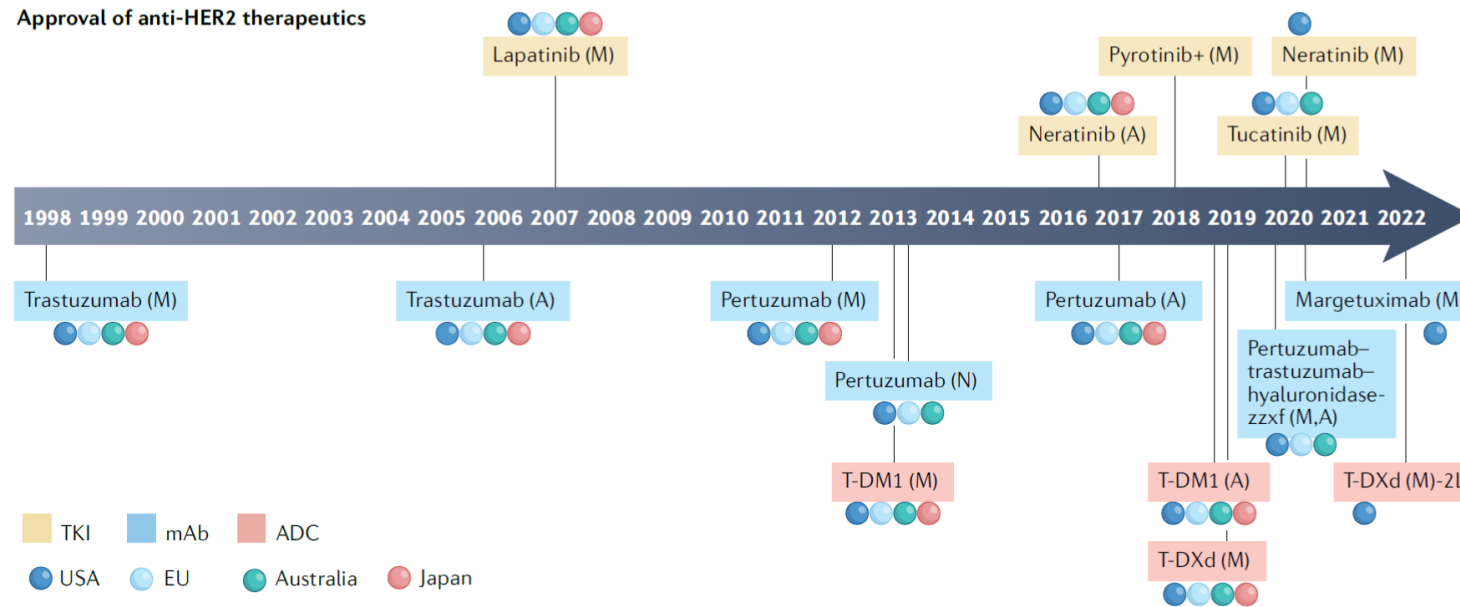 Approval of anti-HER2 therapeutics
Lapatinib (M)
Pyrotinib+ (M)
Neratinib (M)
Neratinib (A)
Tucatinib (M)
1998 1999 2000 2001 2002 2003 2004 2005 2006 2007 2008 2009 2010 2011 2012 2013 2014 2015 2016 2017 2018 2019 2020 2021 2022
Trastuzumab (M)
Trastuzumab (A)
Pertuzumab (M)
Pertuzumab (A)
Margetuximab (M
Pertuzumab (N)
Pertuzumab–
trastuzumab–
hyaluronidase-
zzxf (M,A)
T-DM1 (M)
T-DM1 (A)
T-DXd (M)-2L
T-DXd (M)
TKI
mAb
ADC
USA
EU
Australia
Japan